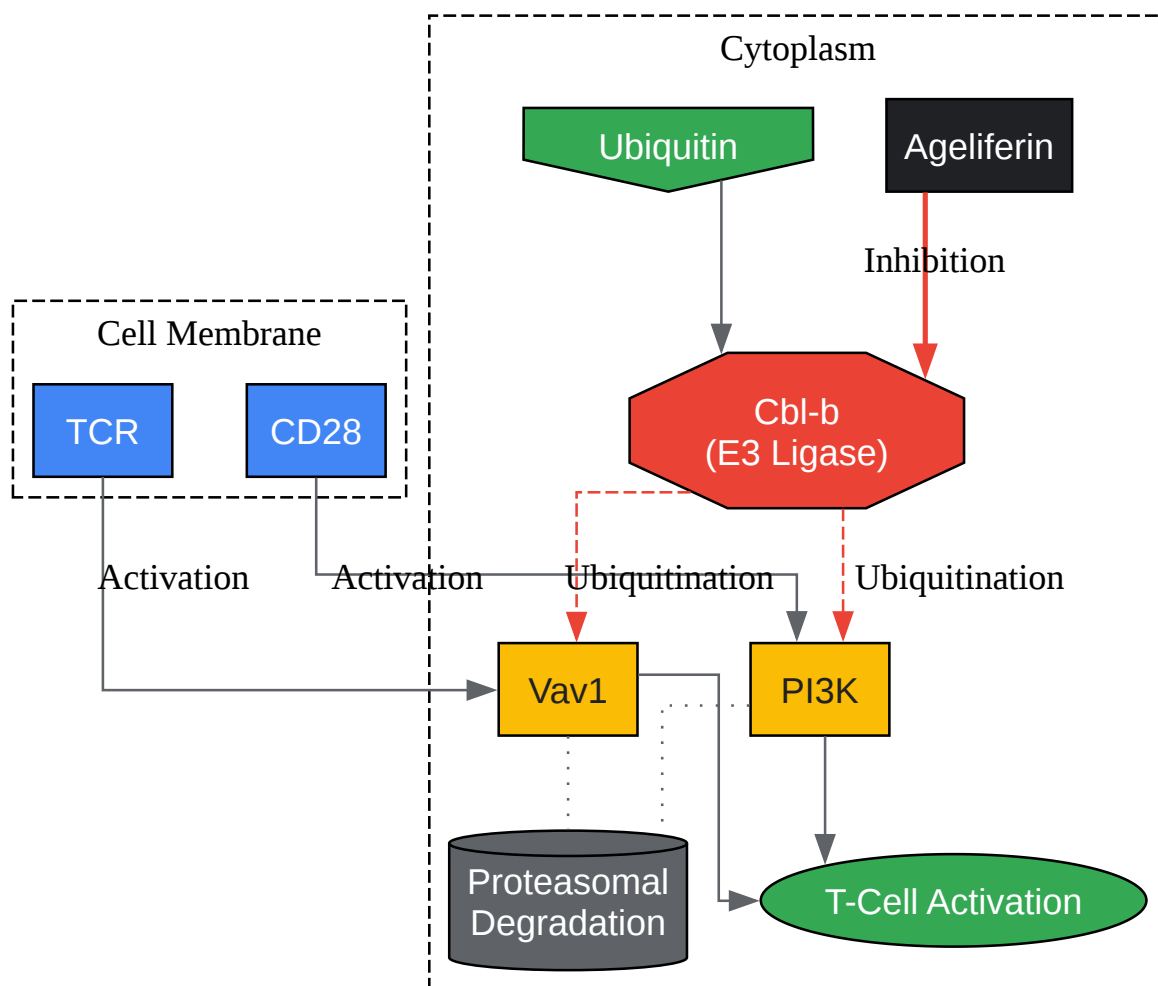 Cytoplasm
Ubiquitin
Ageliferin
Inhibition
Cell Membrane
TCR
CD28
Cbl-b
(E3 Ligase)
Activation
Activation
Ubiquitination
Ubiquitination
Vav1
PI3K
Proteasomal
Degradation
T-Cell Activation